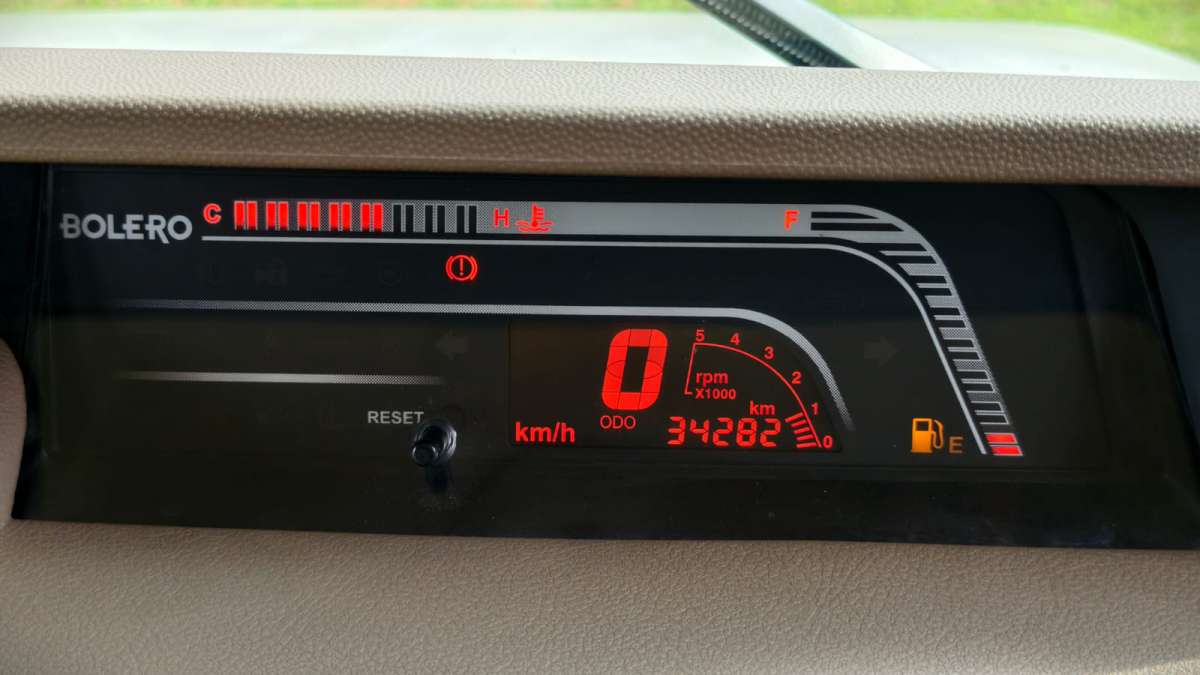 BOLERO
C H F
RESET
km/h
0
ODO
34282
km
rpm
X1000
5 4 3 2 1 0
E